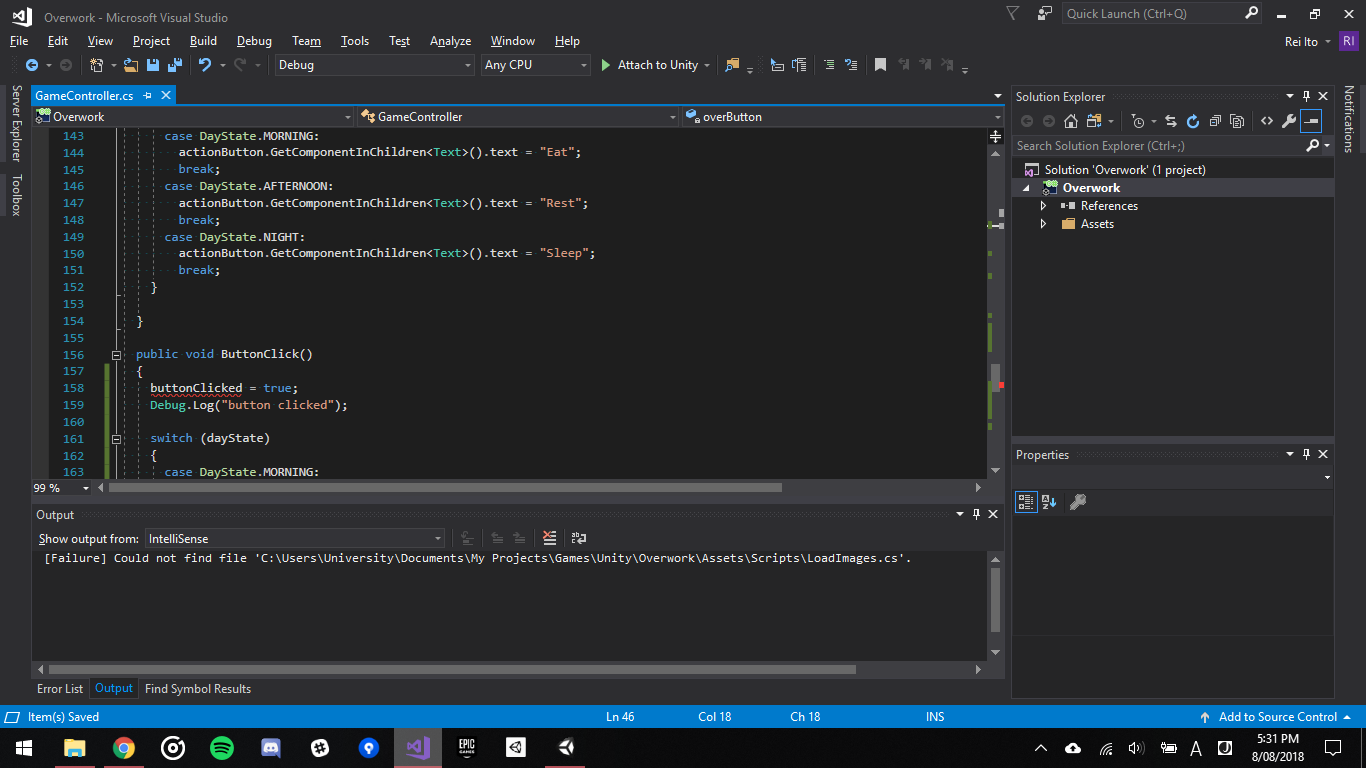 Overwork - Microsoft Visual Studio
Quick Launch (Ctrl+Q)
File Edit View Project Build Debug Team Tools Test Analyze Window Help
Rei Ito RI
Debug Any CPU Attach to Unity
Server Explorer
Toolbox
GameController.cs
Overwork GameController overButton
143 case DayState.MORNING:
144 actionButton.GetComponentInChildren<Text>().text = "Eat";
145 break;
146 case DayState.AFTERNOON:
147 actionButton.GetComponentInChildren<Text>().text = "Rest";
148 break;
149 case DayState.NIGHT:
150 actionButton.GetComponentInChildren<Text>().text = "Sleep";
151 break;
152 }
153
154 }
155
156 public void ButtonClick()
157 {
158 buttonClicked = true;
159 Debug.Log("button clicked");
160
161 switch (dayState)
162 {
163 case DayState.MORNING:
99 %
Output
Show output from: IntelliSense
[Failure] Could not find file 'C:\Users\University\Documents\My Projects\Games\Unity\Overwork\Assets\Scripts\LoadImages.cs'.
Error List Output Find Symbol Results
Solution Explorer
Search Solution Explorer (Ctrl+;)
Solution 'Overwork' (1 project)
Overwork
References
Assets
Properties
Notifications
Item(s) Saved Ln 46 Col 18 Ch 18 INS Add to Source Control
EPIC GAMES
A
5:31 PM
8/08/2018